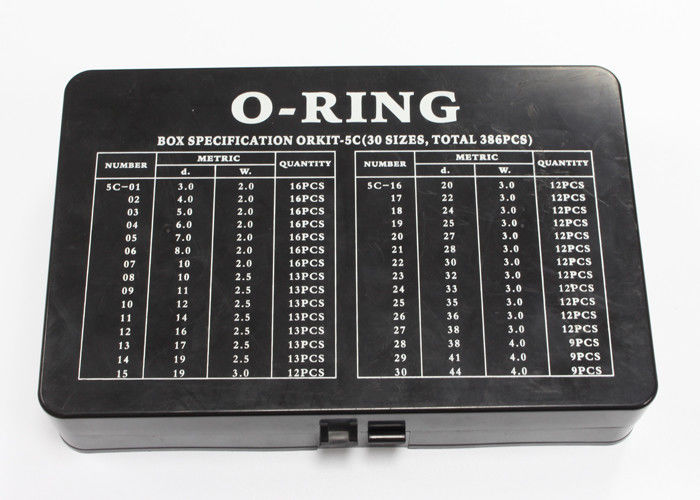 O-RING
BOX SPECIFICATION ORKIT-5C(30 SIZES, TOTAL 386PCS)
NUMBER METRIC QUANTITY
d. W.
5C-01 3.0 2.0 16PCS
02 4.0 2.0 16PCS
03 5.0 2.0 16PCS
04 6.0 2.0 16PCS
05 7.0 2.0 16PCS
06 8.0 2.0 16PCS
07 10 2.0 16PCS
08 10 2.5 13PCS
09 11 2.5 13PCS
10 12 2.5 13PCS
11 14 2.5 13PCS
12 16 2.5 13PCS
13 17 2.5 13PCS
14 19 2.5 13PCS
15 19 3.0 12PCS
NUMBER METRIC QUANTITY
d. W.
5C-16 20 3.0 12PCS
17 22 3.0 12PCS
18 24 3.0 12PCS
19 25 3.0 12PCS
20 27 3.0 12PCS
21 28 3.0 12PCS
22 30 3.0 12PCS
23 32 3.0 12PCS
24 33 3.0 12PCS
25 35 3.0 12PCS
26 36 3.0 12PCS
27 38 3.0 12PCS
28 38 4.0 9PCS
29 41 4.0 9PCS
30 44 4.0 9PCS